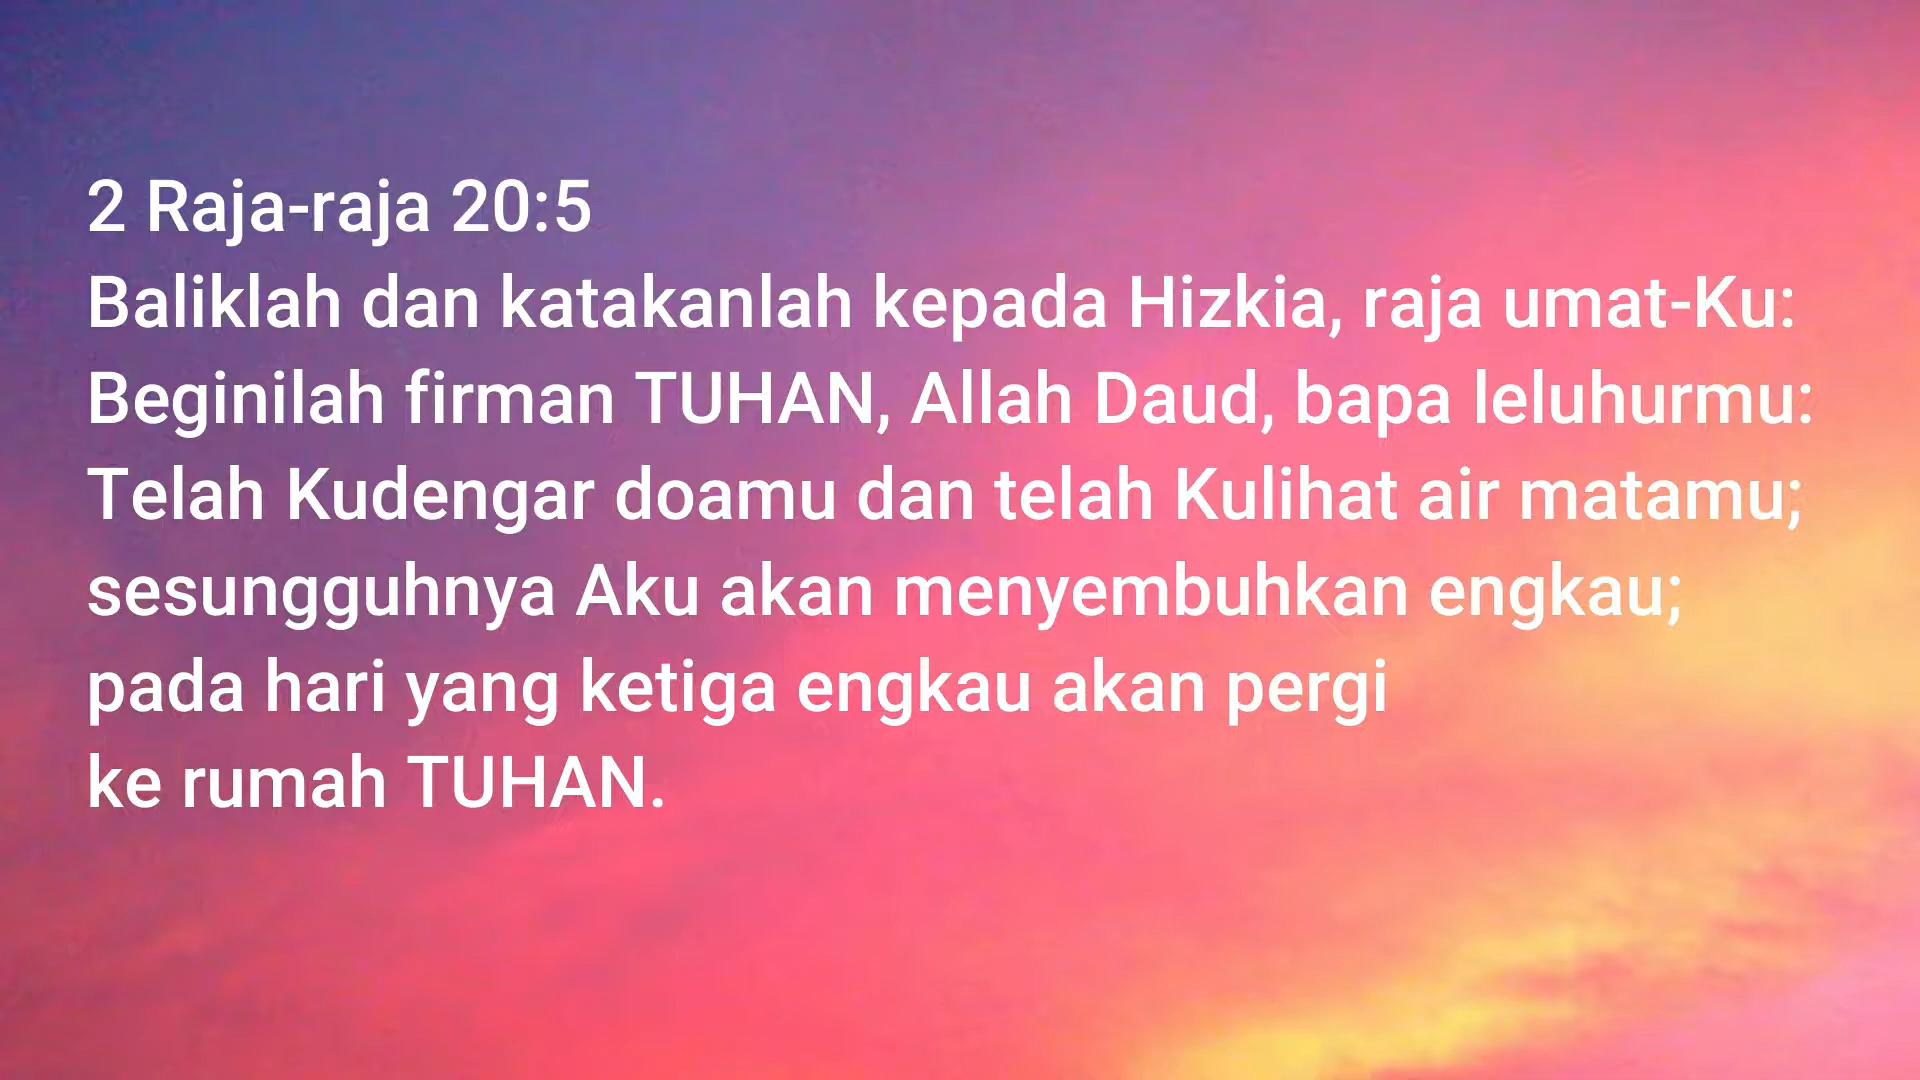 2 Raja-raja 20:5
Baliklah dan katakanlah kepada Hizkia, raja umat-Ku:
Beginilah firman TUHAN, Allah Daud, bapa leluhurmu:
Telah Kudengar doamu dan telah Kulihat air matamu;
sesungguhnya Aku akan menyembuhkan engkau;
pada hari yang ketiga engkau akan pergi
ke rumah TUHAN.